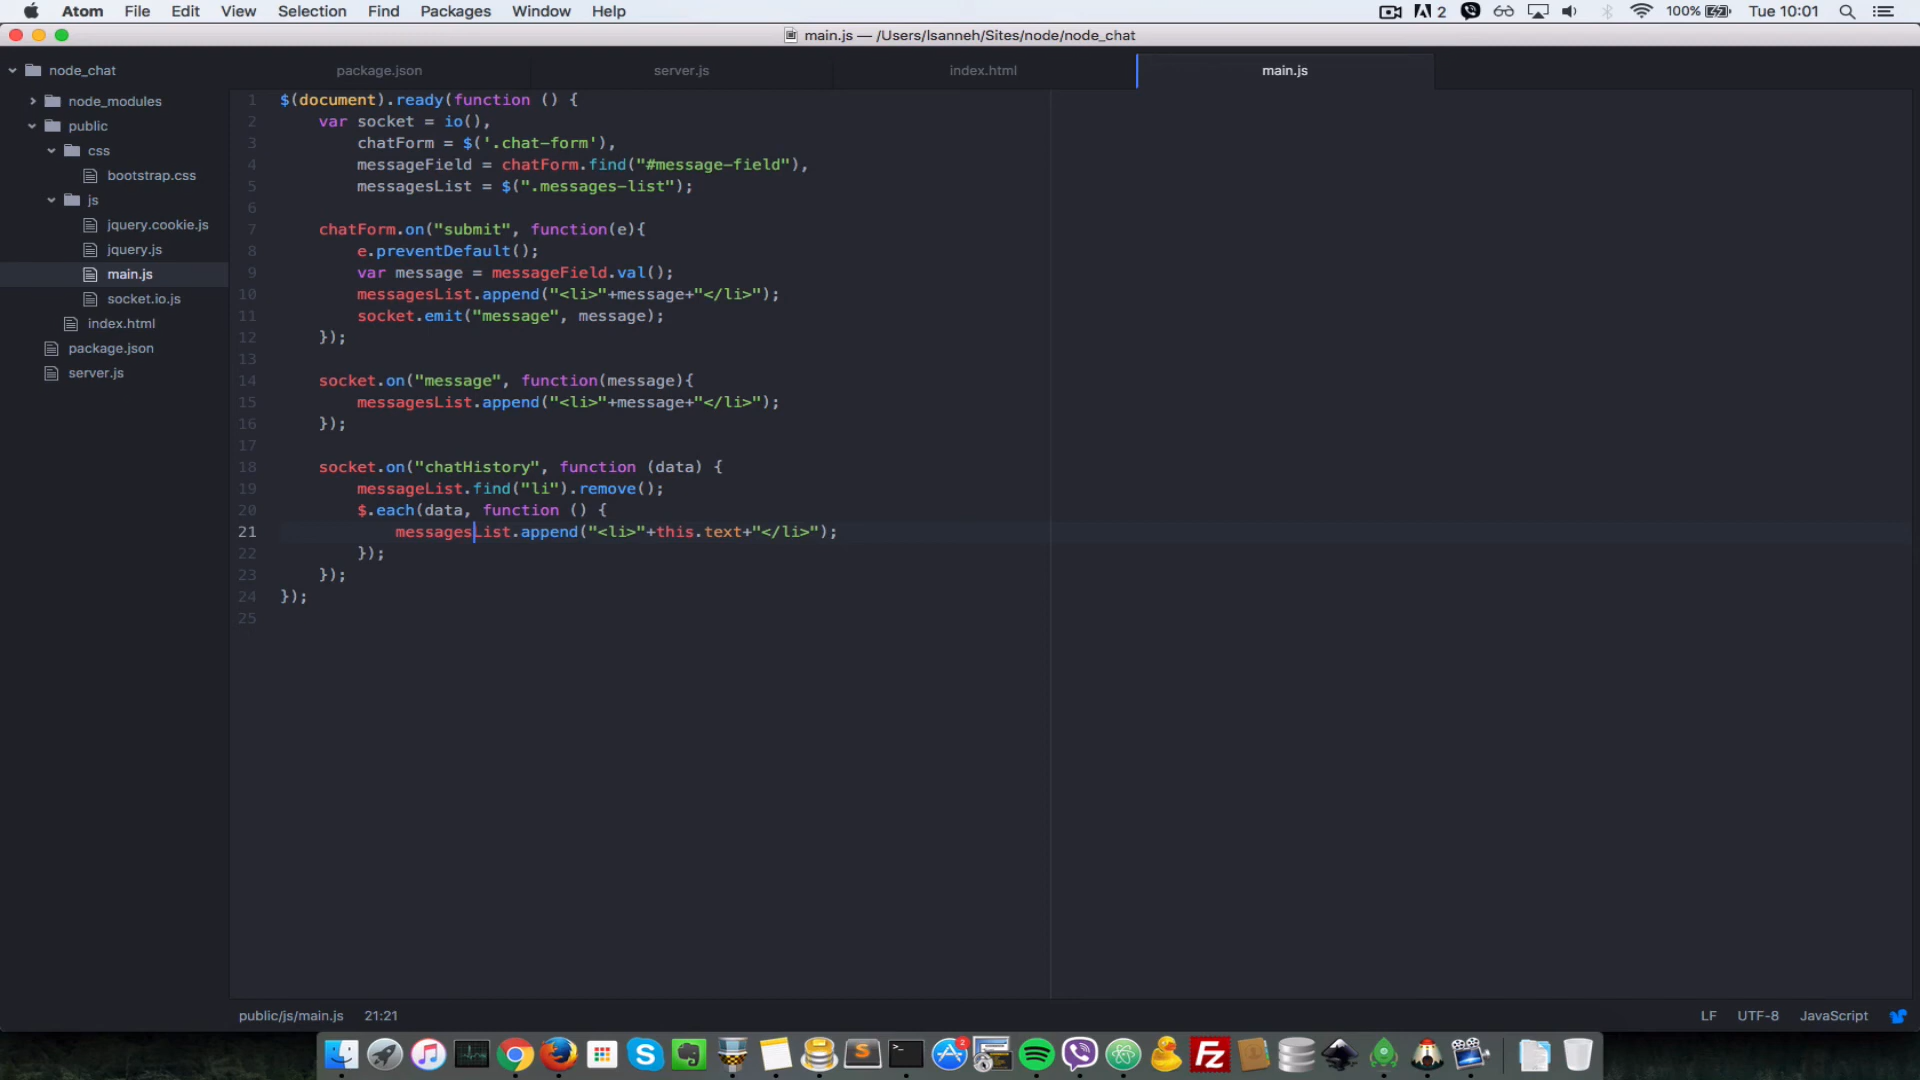 Atom File Edit View Selection Find Packages Window Help 2 100% Tue 10:01
main.js — /Users/lsanneh/Sites/node/node_chat
node_chat
node_modules
public
css
bootstrap.css
js
jquery.cookie.js
jquery.js
main.js
socket.io.js
index.html
package.json
server.js
package.json server.js index.html main.js
1 $(document).ready(function () {
2 var socket = io(),
3 chatForm = $('.chat-form'),
4 messageField = chatForm.find("#message-field"),
5 messagesList = $(".messages-list");
6
7 chatForm.on("submit", function(e){
8 e.preventDefault();
9 var message = messageField.val();
10 messagesList.append("<li>"+message+"</li>");
11 socket.emit("message", message);
12 });
13
14 socket.on("message", function(message){
15 messagesList.append("<li>"+message+"</li>");
16 });
17
18 socket.on("chatHistory", function (data) {
19 messageList.find("li").remove();
20 $.each(data, function () {
21 messagesList.append("<li>"+this.text+"</li>");
22 });
23 });
24 });
25
public/js/main.js 21:21 LF UTF-8 JavaScript
2